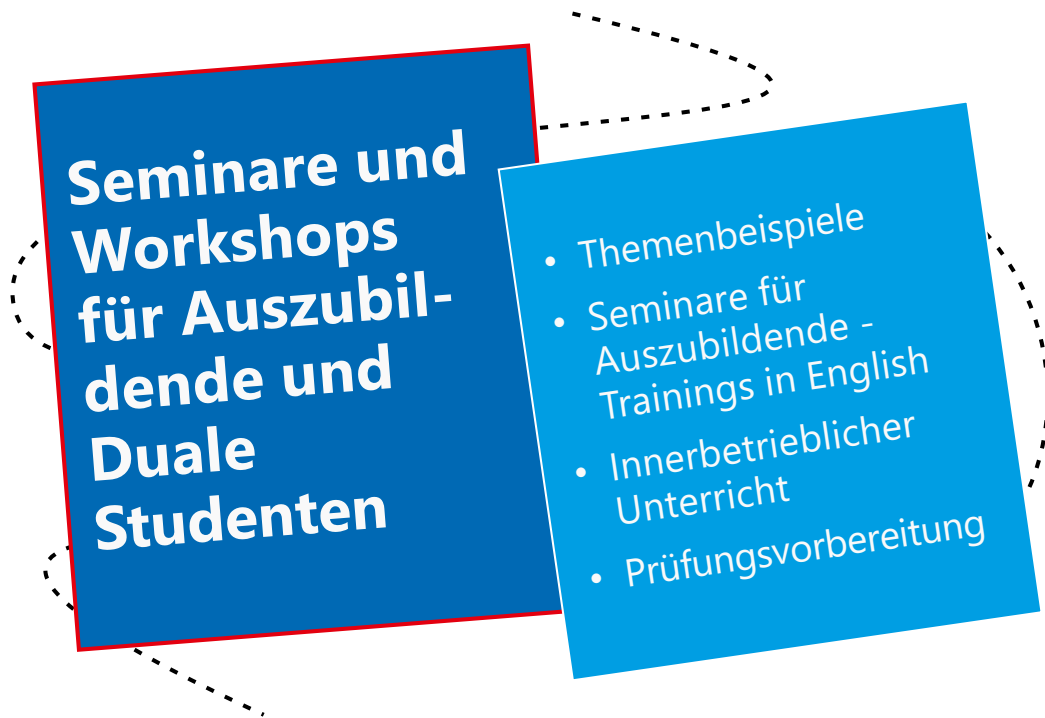 Seminare und
Workshops
für Auszubil-
dende und
Duale
Studenten
• Themenbeispiele
• Seminare für
Auszubildende -
Trainings in English
• Innerbetrieblicher
Unterricht
• Prüfungsvorbereitung